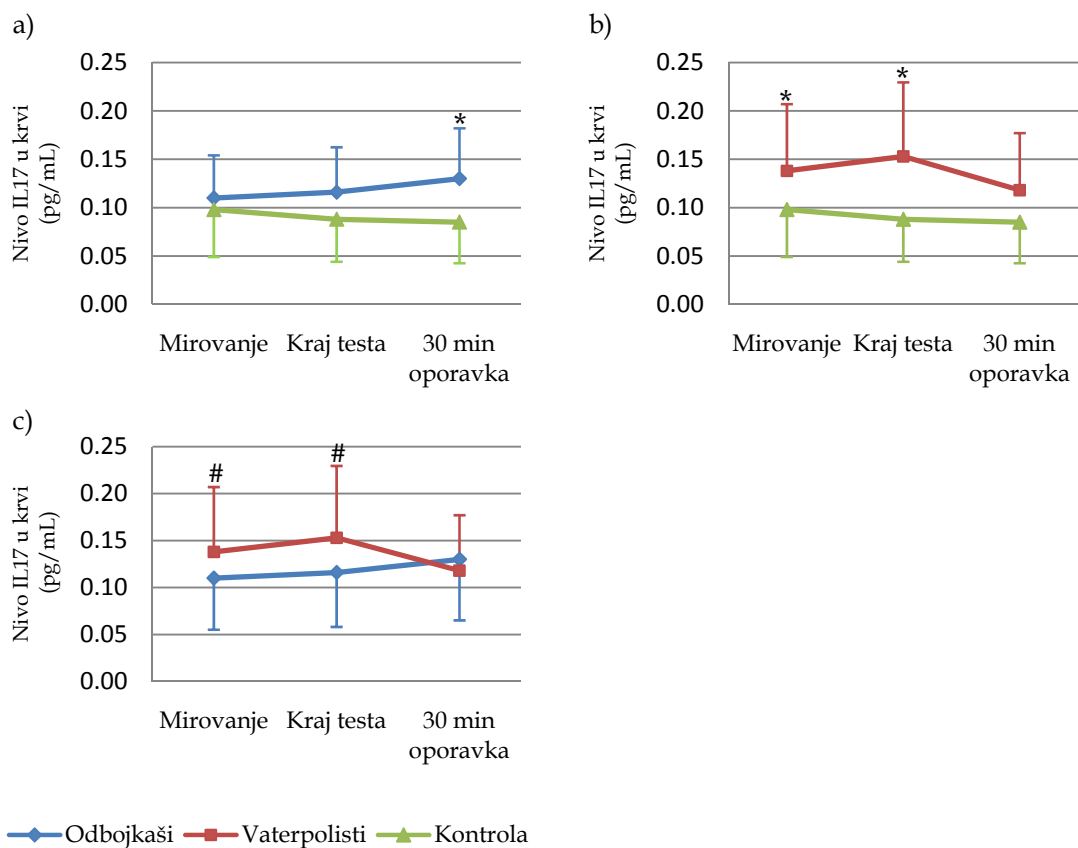 a)
0.25
*
0.20
0.15
0.10
0.05
0.00
Nivo IL17 u krvi
(pg/mL)
Mirovanje Kraj testa 30 min
oporavka
b)
0.25
* *
0.20
0.15
0.10
0.05
0.00
Nivo IL17 u krvi
(pg/mL)
Mirovanje Kraj testa 30 min
oporavka
c)
0.25
# #
0.20
0.15
0.10
0.05
0.00
Nivo IL17 u krvi
(pg/mL)
Mirovanje Kraj testa 30 min
oporavka
Odbojkaši Vaterpolisti Kontrola